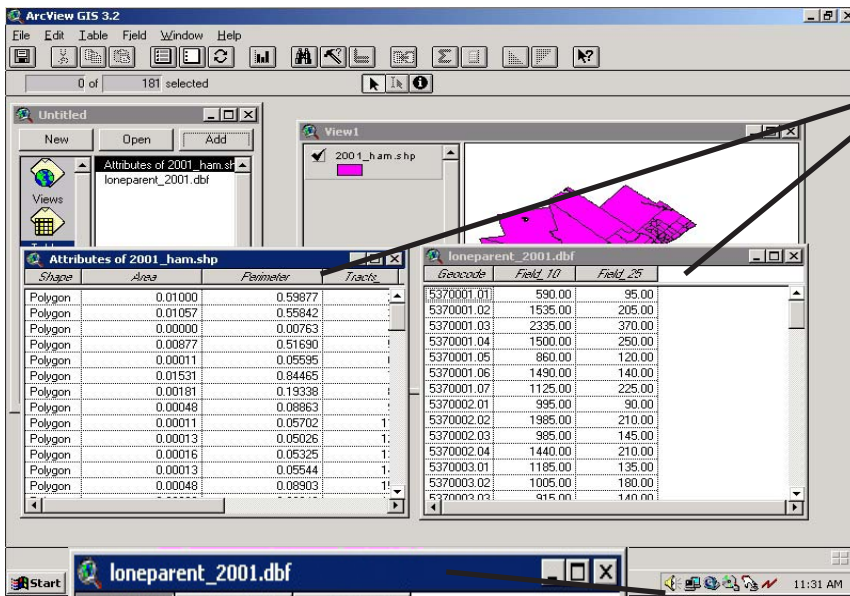 ArcView GIS 3.2
File Edit Table Field Window Help
0 of 181 selected
Untitled
New Open Add
Attributes of 2001_ham.sh
loneparent_2001.dbf
Views
View1
2001_ham.shp
Attributes of 2001_ham.shp
Shape Area Perimeter Tracts_
Polygon 0.01000 0.59877
Polygon 0.01057 0.55842
Polygon 0.00000 0.00763
Polygon 0.00877 0.51690
Polygon 0.00011 0.05595
Polygon 0.01531 0.84465
Polygon 0.00181 0.19338
Polygon 0.00048 0.08863
Polygon 0.00011 0.05702
Polygon 0.00013 0.05026
Polygon 0.00016 0.05325
Polygon 0.00013 0.05544
Polygon 0.00048 0.08903
loneparent_2001.dbf
Geocode Field_10 Field_25
5370001.01 590.00 95.00
5370001.02 1535.00 205.00
5370001.03 2335.00 370.00
5370001.04 1500.00 250.00
5370001.05 860.00 120.00
5370001.06 1490.00 140.00
5370001.07 1125.00 225.00
5370002.01 995.00 90.00
5370002.02 1985.00 210.00
5370002.03 985.00 145.00
5370002.04 1440.00 210.00
5370003.01 1185.00 135.00
5370003.02 1005.00 180.00
5370003.03 915.00 140.00
Start
loneparent_2001.dbf
11:31 AM